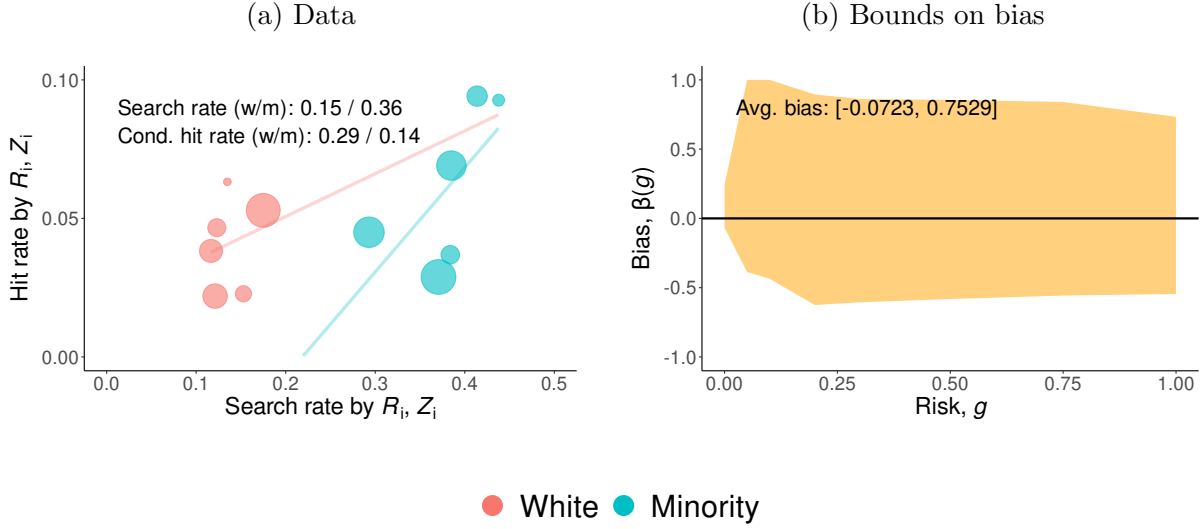 (a) Data
Search rate (w/m): 0.15 / 0.36
Cond. hit rate (w/m): 0.29 / 0.14
Hit rate by Rᵢ, Zᵢ
0.10
0.05
0.00
0.0 0.1 0.2 0.3 0.4 0.5
Search rate by Rᵢ, Zᵢ
(b) Bounds on bias
Avg. bias: [-0.0723, 0.7529]
Bias, β(g)
1.0
0.5
0.0
-0.5
-1.0
0.00 0.25 0.50 0.75 1.00
Risk, g
White Minority